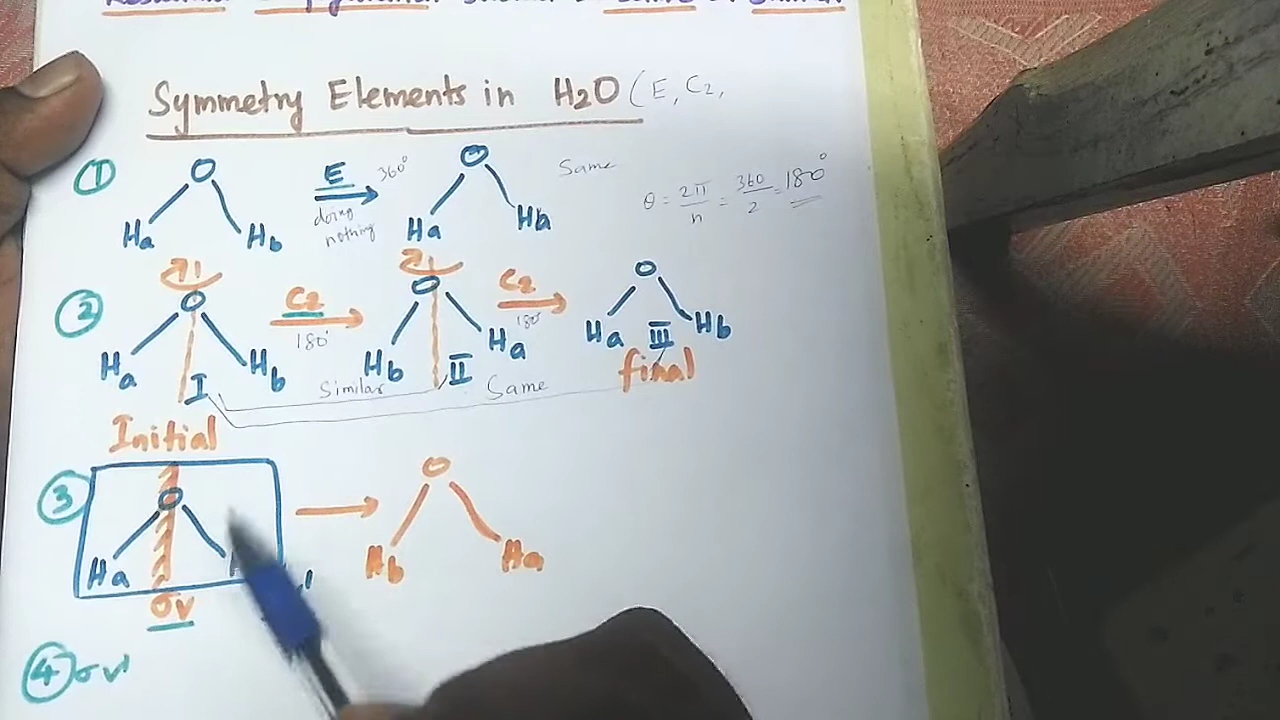 Symmetry Elements in H2O (E, C2,
① O E 360° O Same
doing nothing
Ha Hb Ha Hb
θ = 2π/n = 360/2 = 180°
② O C2 180° O C2 180° O
Ha Hb Hb Ha Ha Hb
I Similar II Same III
Initial final
③ O O
Ha Hb Ha
σv
④ σv'